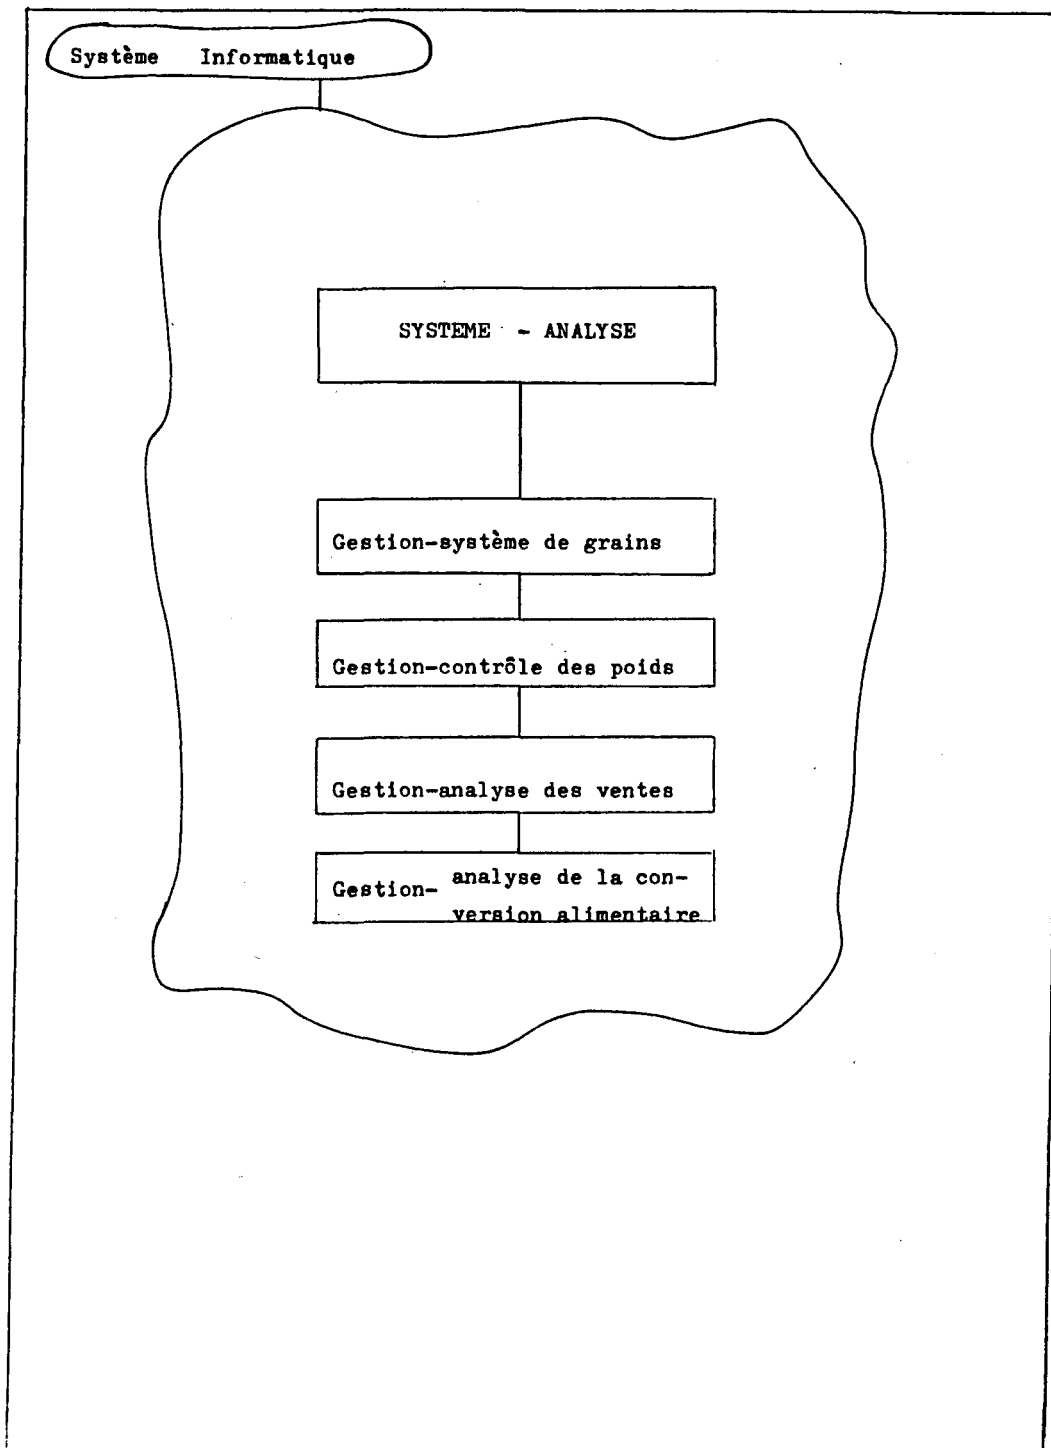 Système Informatique
SYSTEME - ANALYSE
Gestion-système de grains
Gestion-contrôle des poids
Gestion-analyse des ventes
Gestion- analyse de la con-
version alimentaire